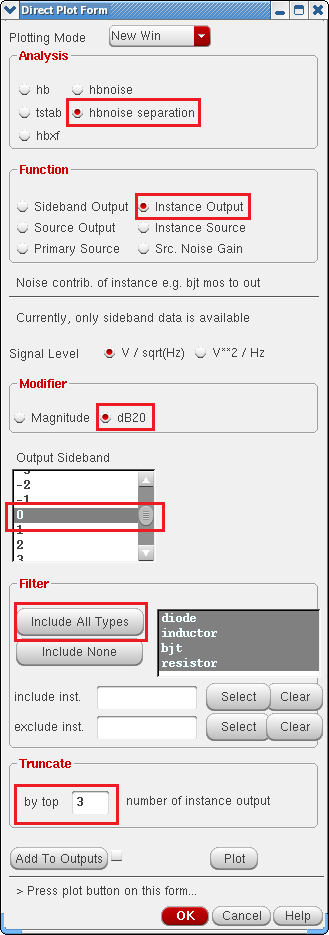 Direct Plot Form
Plotting Mode New Win
Analysis
hb hbnoise
tstab hbnoise separation
hbxf
Function
Sideband Output Instance Output
Source Output Instance Source
Primary Source Src. Noise Gain
Noise contrib. of instance e.g. bjt mos to out
Currently, only sideband data is available
Signal Level V / sqrt(Hz) V**2 / Hz
Modifier
Magnitude dB20
Output Sideband
-2
-1
0
1
2
3
Filter
Include All Types
Include None
diode
inductor
bjt
resistor
include inst. Select Clear
exclude inst. Select Clear
Truncate
by top 3 number of instance output
Add To Outputs Plot
> Press plot button on this form...
OK Cancel Help